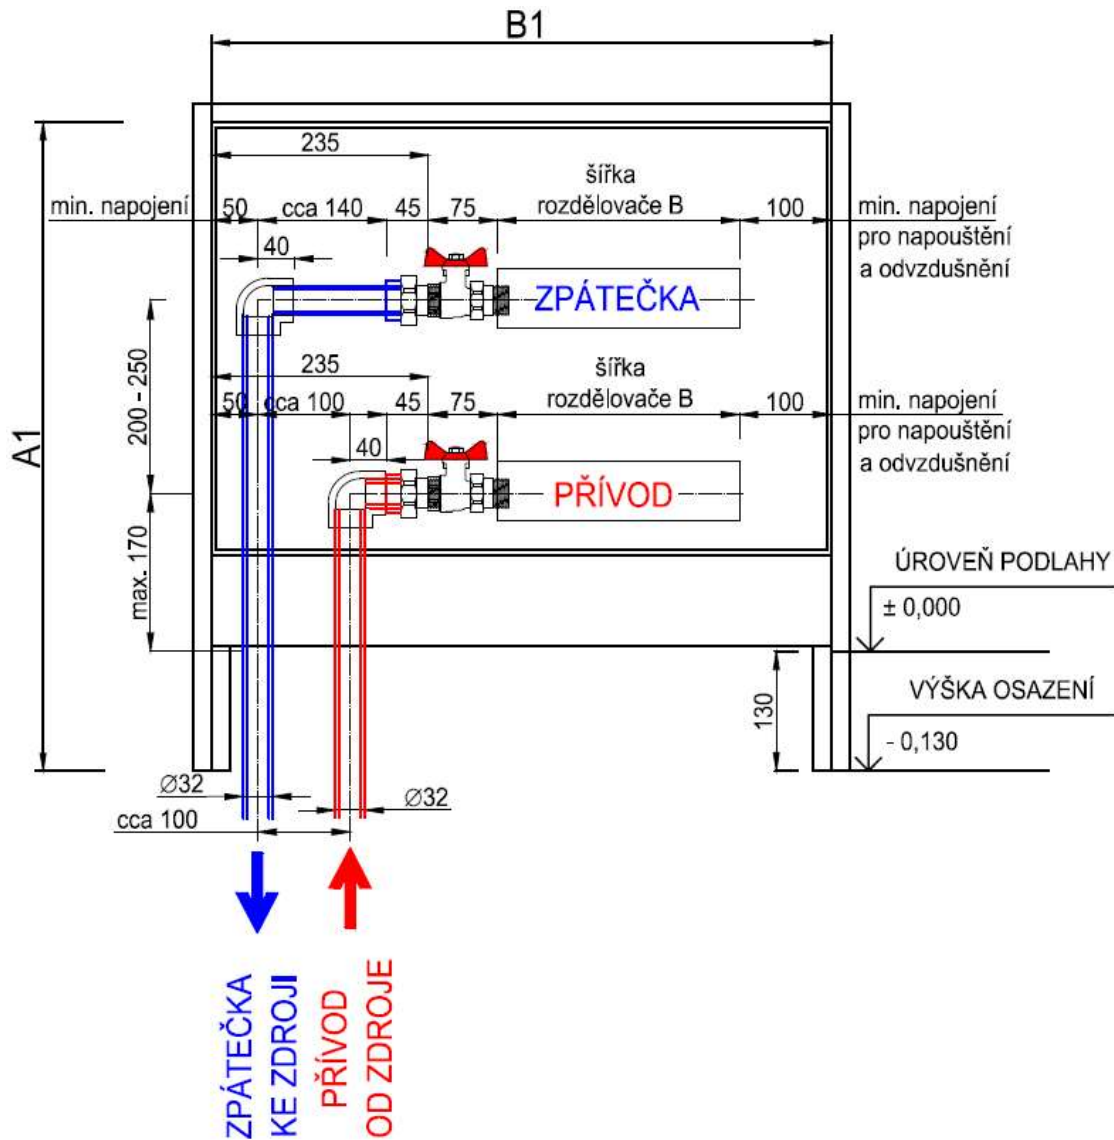 B1
A1
235
šířka
rozdělovače B
min. napojení
50
cca 140
45
75
100
min. napojení
pro napouštění
a odvzdušnění
40
ZPÁTEČKA
200 - 250
235
šířka
rozdělovače B
50
cca 100
45
75
100
min. napojení
pro napouštění
a odvzdušnění
40
PŘÍVOD
max. 170
ÚROVEŇ PODLAHY
± 0,000
130
VÝŠKA OSAZENÍ
- 0,130
Ø32
Ø32
cca 100
ZPÁTEČKA
KE ZDROJI
PŘÍVOD
OD ZDROJE